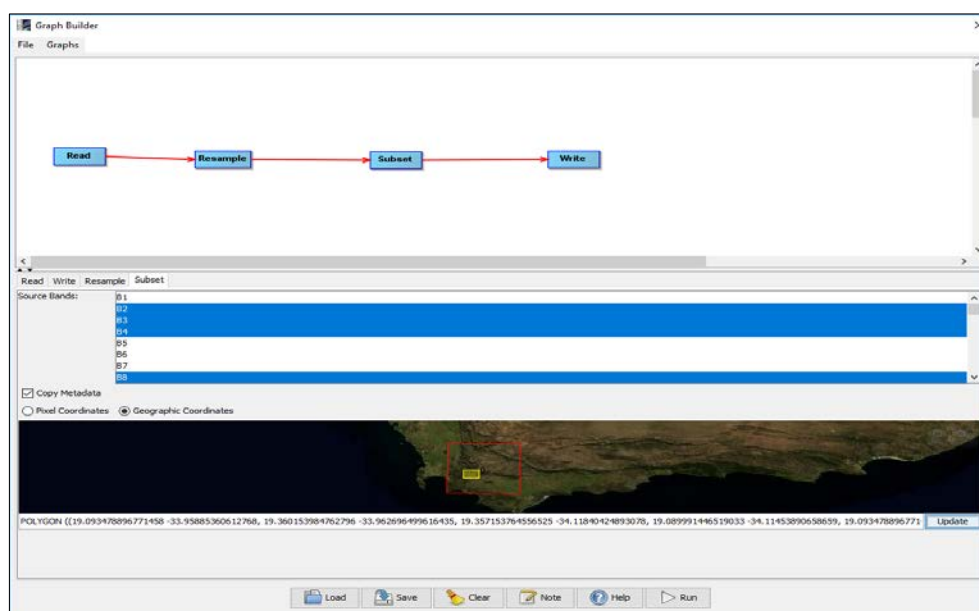 Graph Builder
File Graphs
Read Resample Subset Write
Read Write Resample Subset
Source Bands:
B1
B2
B3
B4
B5
B6
B7
B8
Copy Metadata
Pixel Coordinates Geographic Coordinates
POLYGON ((19.093478896771458 -33.95885360612768, 19.360153984762796 -33.962696499616435, 19.357153764556525 -34.11840424893078, 19.089991446519033 -34.11453890658659, 19.0934788967714 Update
Load Save Clear Note Help Run